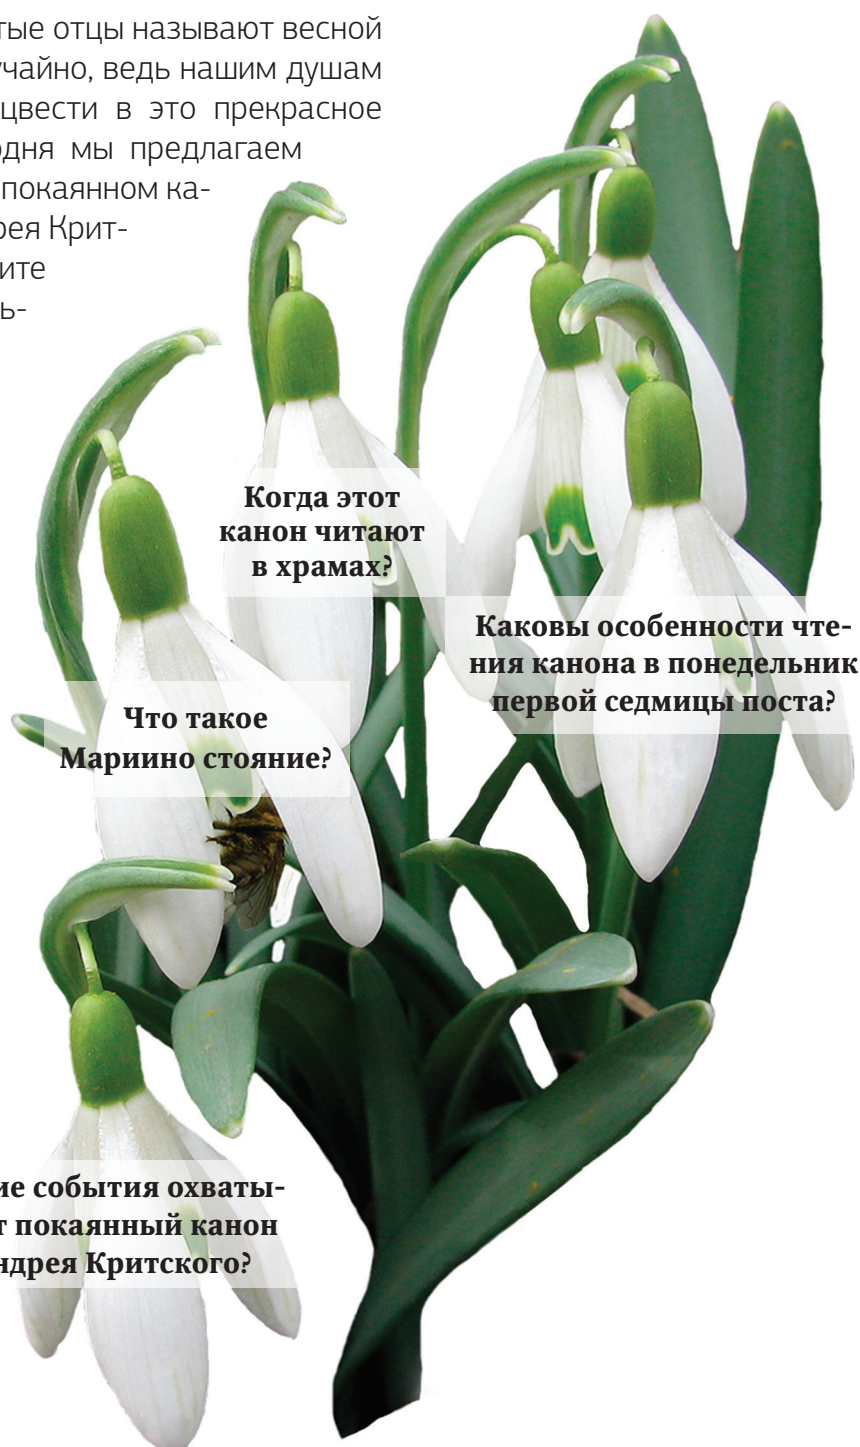 тые отцы называют весной
учайно, ведь нашим душам
цвести в это прекрасное
одня мы предлагаем
покаянном ка-
рея Крит-
ите
ь-
Когда этот
канон читают
в храмах?
Каковы особенности чте-
ния канона в понедельник
первой седмицы поста?
Что такое
Мариино стояние?
ие события охваты-
т покаянный канон
ндрея Критского?